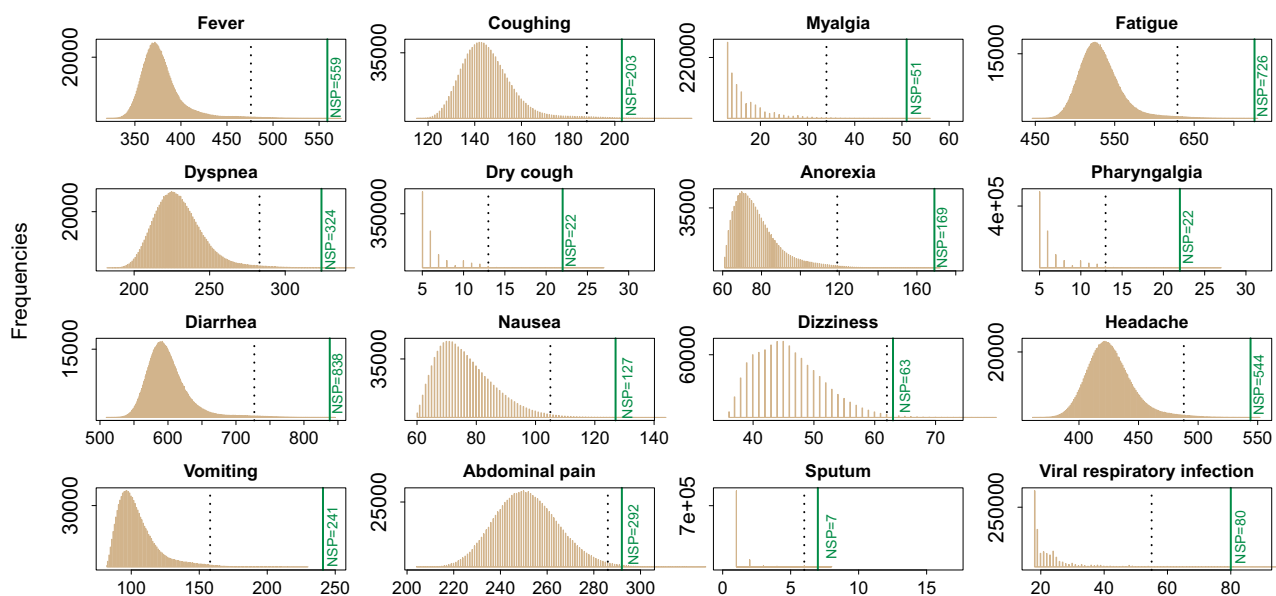 Frequencies
Fever
20000
NSP=559
350 400 450 500 550
Coughing
35000
NSP=203
120 140 160 180 200
Myalgia
220000
NSP=51
20 30 40 50 60
Fatigue
15000
NSP=726
450 550 650
Dyspnea
20000
NSP=324
200 250 300
Dry cough
350000
NSP=22
5 10 15 20 25 30
Anorexia
35000
NSP=169
60 80 120 160
Pharyngalgia
4e+05
NSP=22
5 10 15 20 25 30
Diarrhea
15000
NSP=838
500 600 700 800
Nausea
35000
NSP=127
60 80 100 120 140
Dizziness
60000
NSP=63
40 50 60 70
Headache
20000
NSP=544
400 450 500 550
Vomiting
30000
NSP=241
100 150 200 250
Abdominal pain
25000
NSP=292
200 220 240 260 280 300
Sputum
7e+05
NSP=7
0 5 10 15
Viral respiratory infection
250000
NSP=80
20 40 60 80